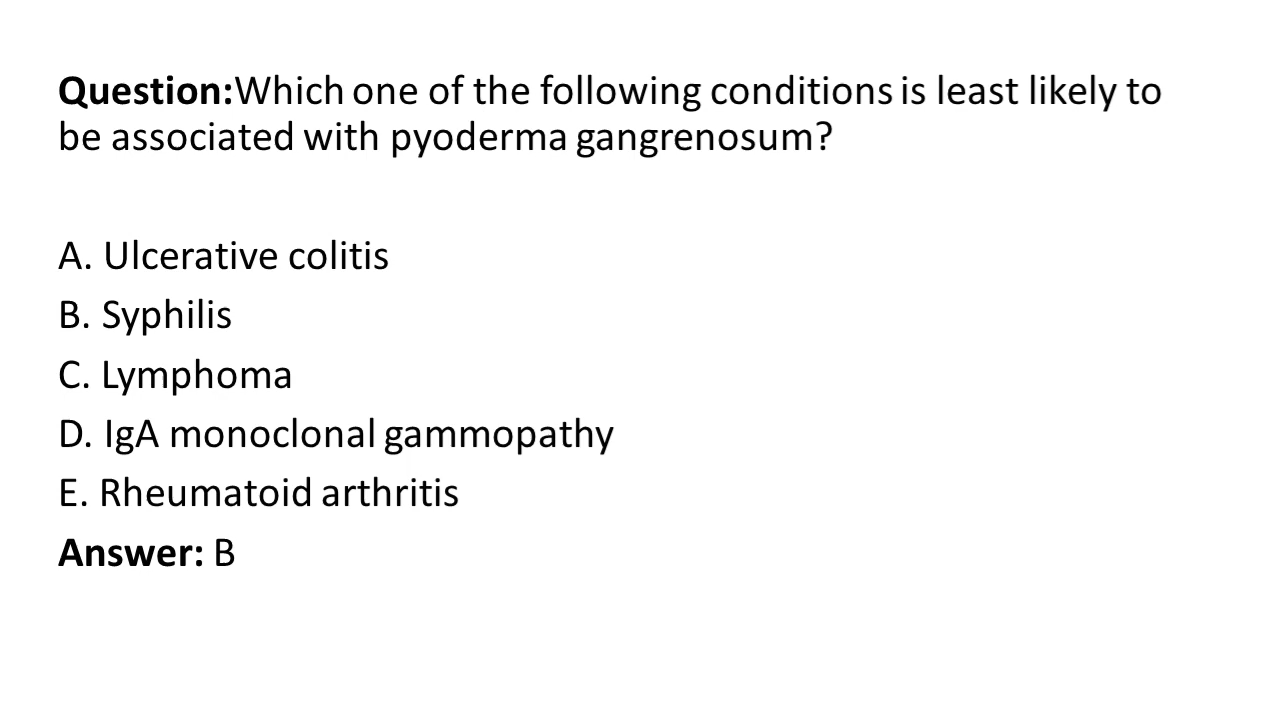 Question:Which one of the following conditions is least likely to
be associated with pyoderma gangrenosum?
A. Ulcerative colitis
B. Syphilis
C. Lymphoma
D. IgA monoclonal gammopathy
E. Rheumatoid arthritis
Answer: B